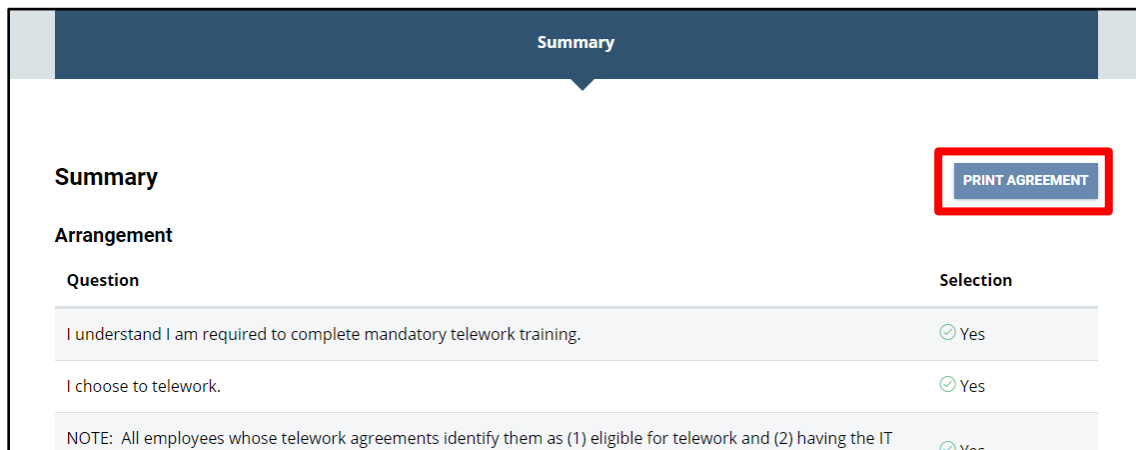 Summary
Summary
PRINT AGREEMENT
Arrangement
Question
Selection
I understand I am required to complete mandatory telework training.
Yes
I choose to telework.
Yes
NOTE:  All employees whose telework agreements identify them as (1) eligible for telework and (2) having the IT
Yes